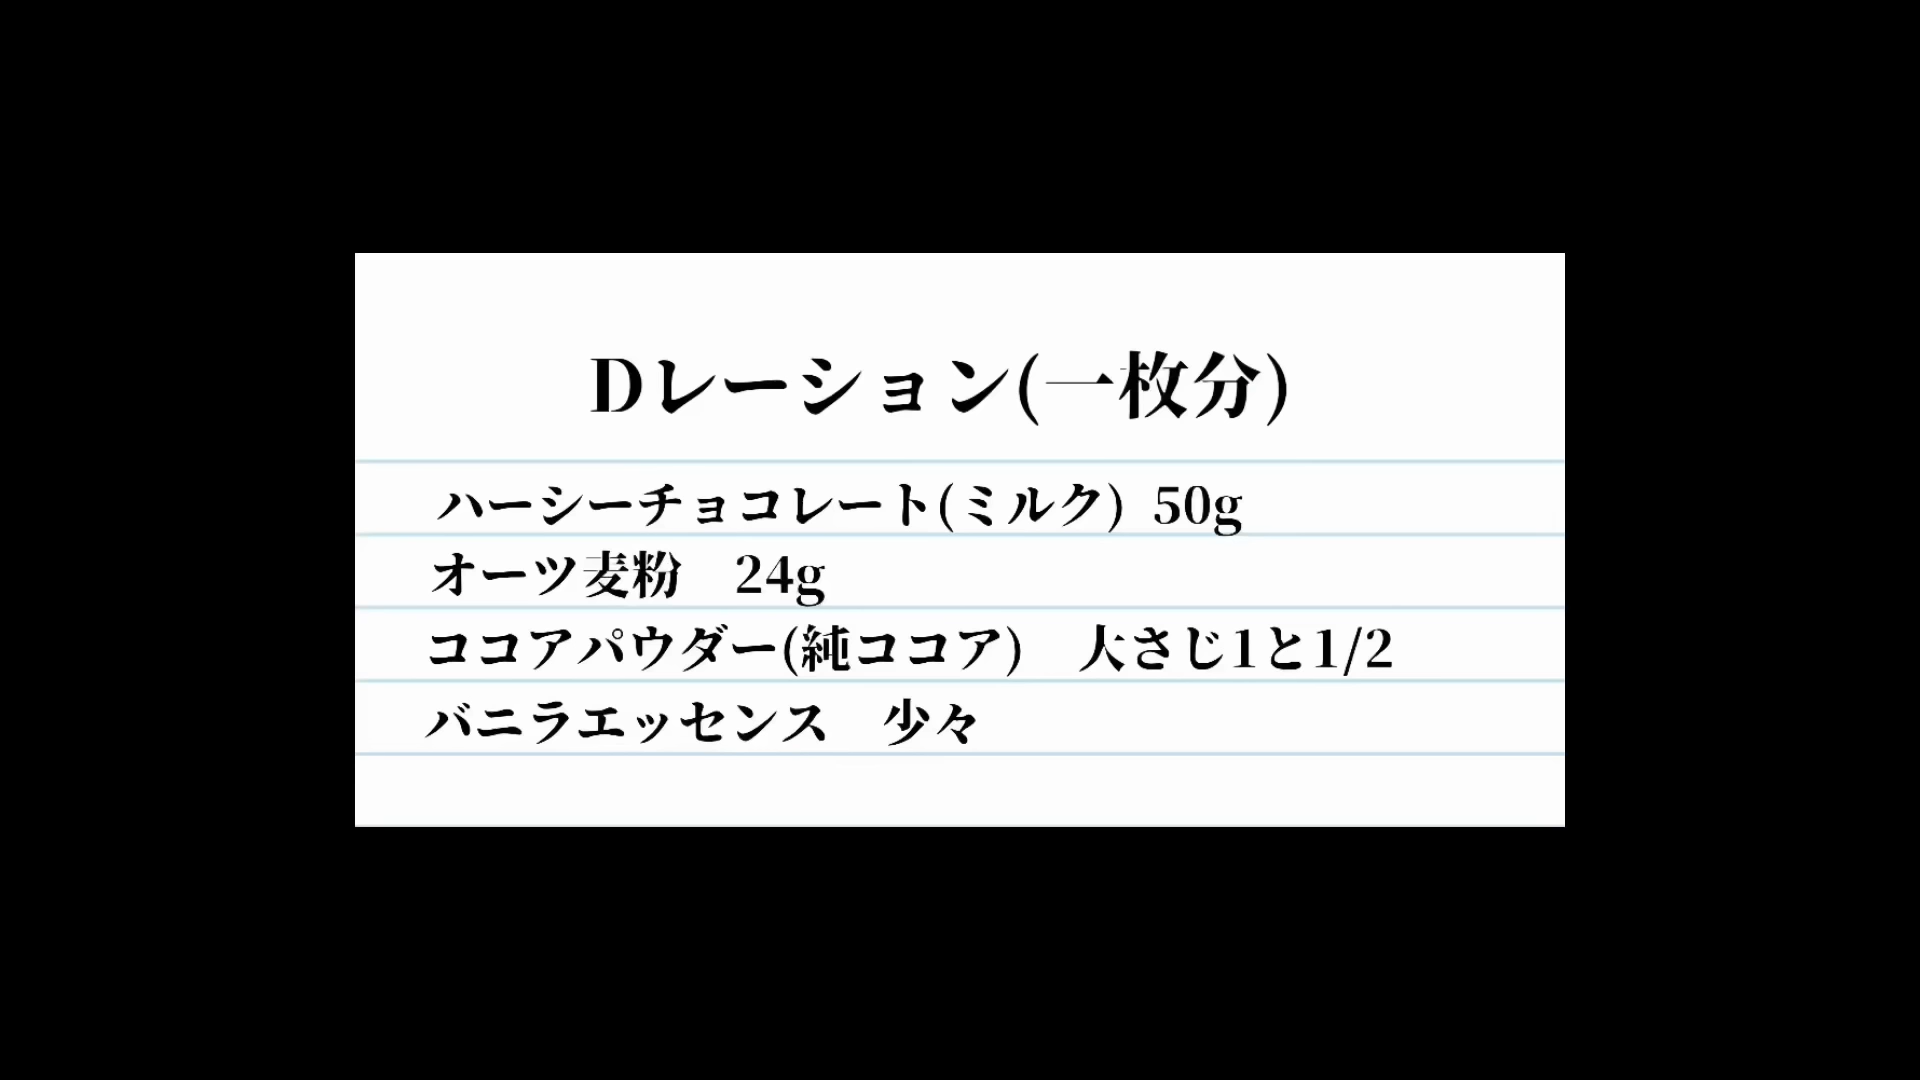 Dレーション(一枚分)
ハーシーチョコレート(ミルク) 50g
オーツ麦粉　24g
ココアパウダー(純ココア)　大さじ1と1/2
バニラエッセンス　少々